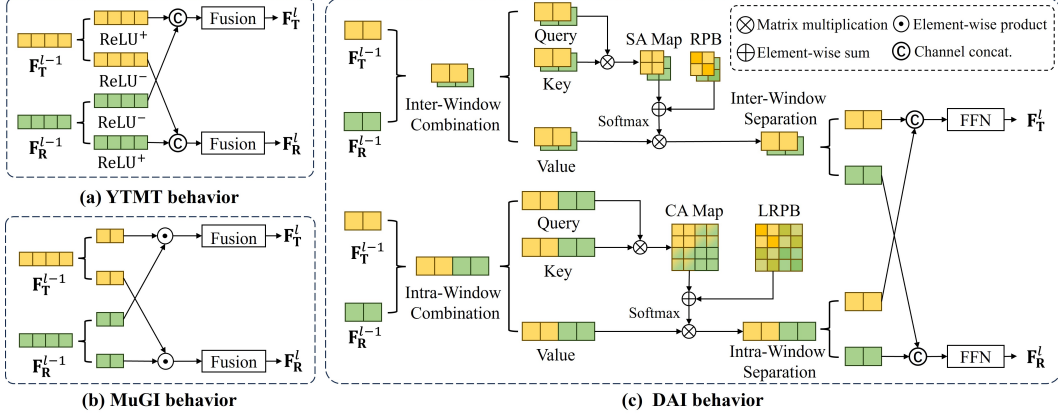 F_T^{l-1}
ReLU⁺
ReLU⁻
F_R^{l-1}
ReLU⁻
ReLU⁺
C
C
Fusion
Fusion
F_T^l
F_R^l
(a) YTMT behavior
F_T^{l-1}
F_R^{l-1}
Fusion
Fusion
F_T^l
F_R^l
(b) MuGI behavior
F_T^{l-1}
F_R^{l-1}
Inter-Window
Combination
Query
Key
Value
SA Map
RPB
Softmax
Inter-Window
Separation
F_T^{l-1}
F_R^{l-1}
Intra-Window
Combination
Query
Key
Value
CA Map
LRPB
Softmax
Intra-Window
Separation
C
C
FFN
FFN
F_T^l
F_R^l
Matrix multiplication
Element-wise product
Element-wise sum
C Channel concat.
(c) DAI behavior